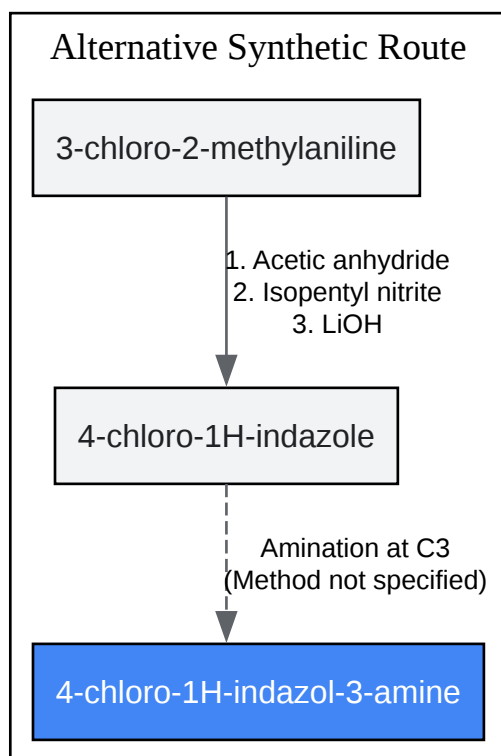 Alternative Synthetic Route
3-chloro-2-methylaniline
1. Acetic anhydride
2. Isopentyl nitrite
3. LiOH
4-chloro-1H-indazole
Amination at C3
(Method not specified)
4-chloro-1H-indazol-3-amine